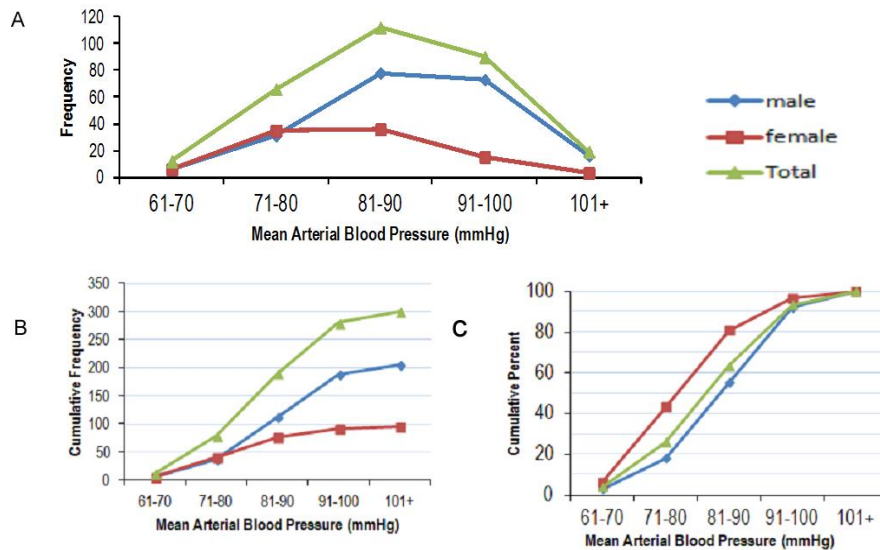 A
Frequency
120
100
80
60
40
20
0
61-70 71-80 81-90 91-100 101+
Mean Arterial Blood Pressure (mmHg)
male
female
Total
B
Cumulative Frequency
350
300
250
200
150
100
50
0
61-70 71-80 81-90 91-100 101+
Mean Arterial Blood Pressure (mmHg)
C
Cumulative Percent
100
80
60
40
20
0
61-70 71-80 81-90 91-100 101+
Mean Arterial Blood Pressure (mmHg)